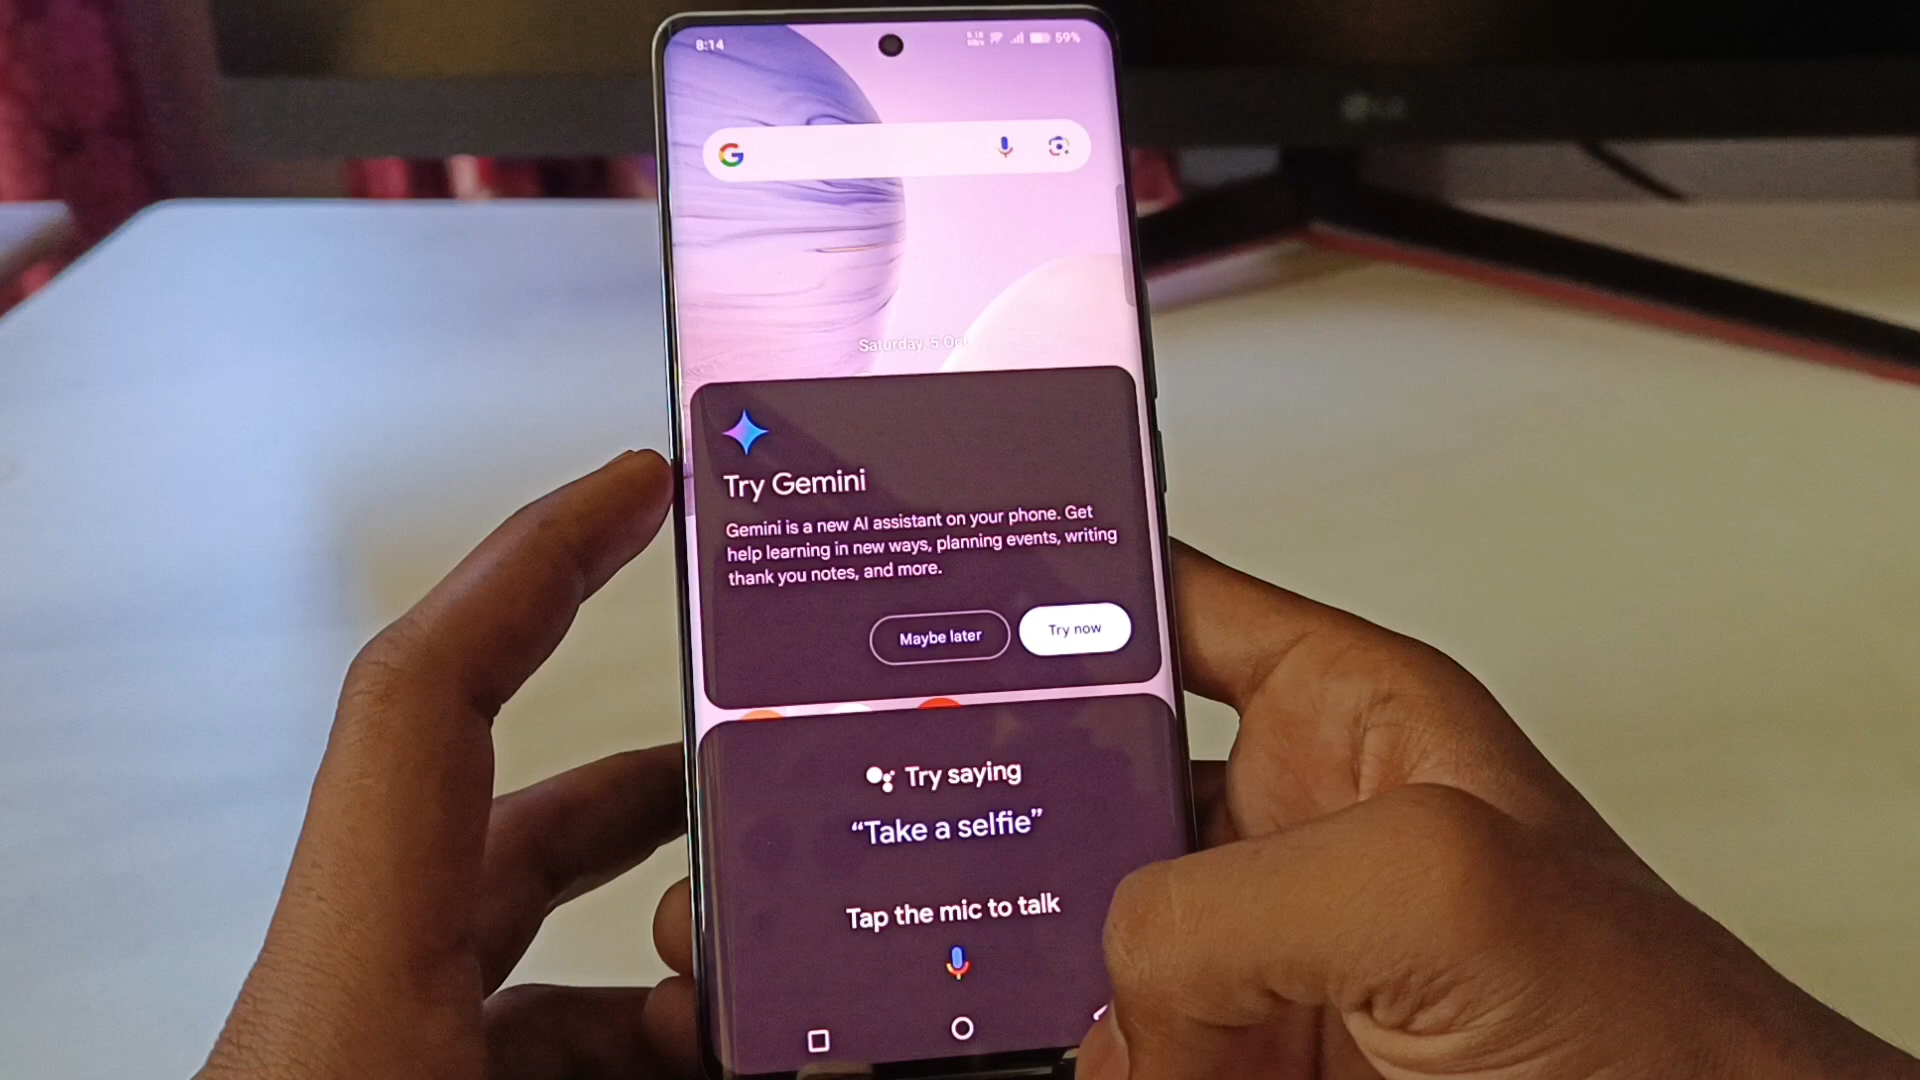 8:14
59%
Saturday, 5 Oct
Try Gemini
Gemini is a new AI assistant on your phone. Get
help learning in new ways, planning events, writing
thank you notes, and more.
Maybe later
Try now
Try saying
“Take a selfie”
Tap the mic to talk
LG